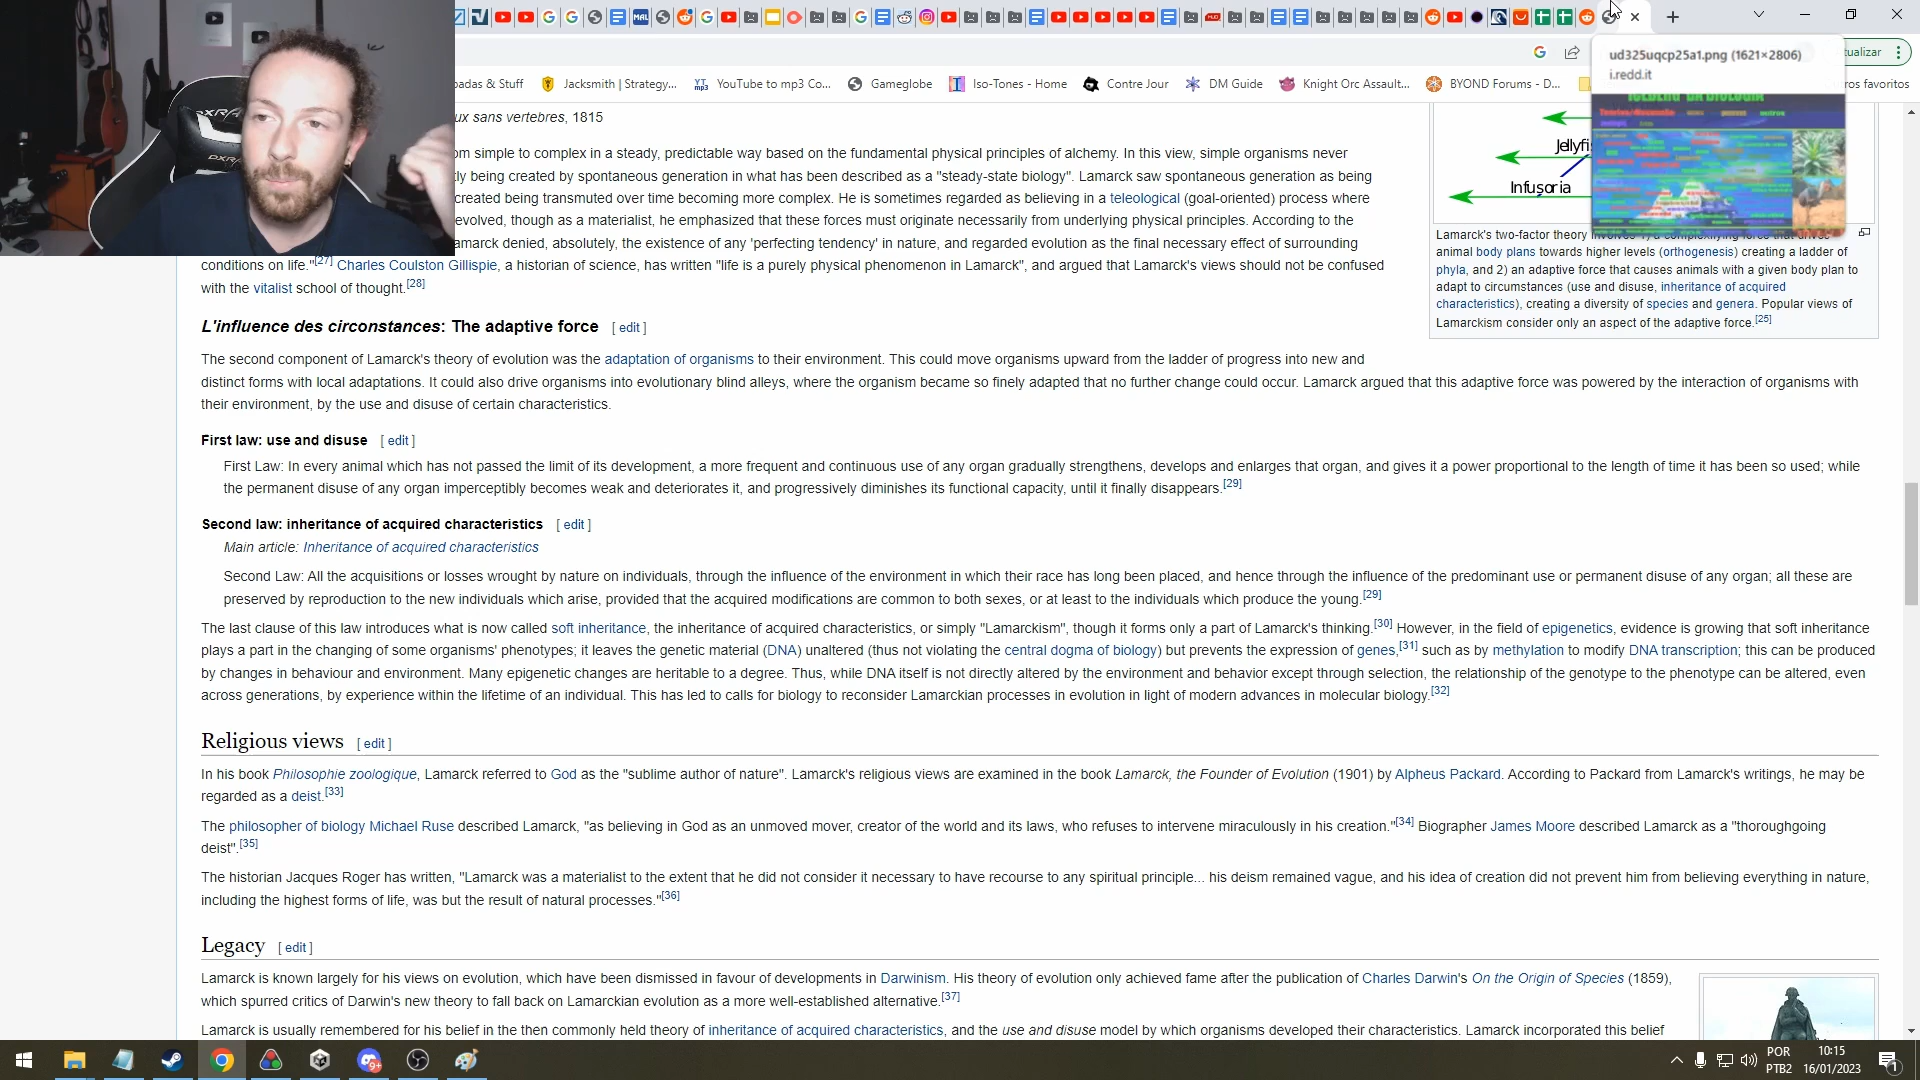 ud325uqcp25a1.png (1621×2806)
i.redd.it
tualizar
badas & Stuff
Jacksmith | Strategy...
YouTube to mp3 Co...
Gameglobe
Iso-Tones - Home
Contre Jour
DM Guide
Knight Orc Assault...
BYOND Forums - D...
ros favoritos
ux sans vertebres, 1815
om simple to complex in a steady, predictable way based on the fundamental physical principles of alchemy. In this view, simple organisms never
tly being created by spontaneous generation in what has been described as a "steady-state biology". Lamarck saw spontaneous generation as being
created being transmuted over time becoming more complex. He is sometimes regarded as believing in a teleological (goal-oriented) process where
evolved, though as a materialist, he emphasized that these forces must originate necessarily from underlying physical principles. According to the
amarck denied, absolutely, the existence of any 'perfecting tendency' in nature, and regarded evolution as the final necessary effect of surrounding
conditions on life."[27] Charles Coulston Gillispie, a historian of science, has written "life is a purely physical phenomenon in Lamarck", and argued that Lamarck's views should not be confused
with the vitalist school of thought.[28]
Jellyfi
Infusoria
ICEBERG DA BIOLOGIA
Lamarck's two-factor theory involves 1) a complexifying force that drives
animal body plans towards higher levels (orthogenesis) creating a ladder of
phyla, and 2) an adaptive force that causes animals with a given body plan to
adapt to circumstances (use and disuse, inheritance of acquired
characteristics), creating a diversity of species and genera. Popular views of
Lamarckism consider only an aspect of the adaptive force.[25]
L'influence des circonstances: The adaptive force [ edit ]
The second component of Lamarck's theory of evolution was the adaptation of organisms to their environment. This could move organisms upward from the ladder of progress into new and
distinct forms with local adaptations. It could also drive organisms into evolutionary blind alleys, where the organism became so finely adapted that no further change could occur. Lamarck argued that this adaptive force was powered by the interaction of organisms with
their environment, by the use and disuse of certain characteristics.
First law: use and disuse [ edit ]
First Law: In every animal which has not passed the limit of its development, a more frequent and continuous use of any organ gradually strengthens, develops and enlarges that organ, and gives it a power proportional to the length of time it has been so used; while
the permanent disuse of any organ imperceptibly becomes weak and deteriorates it, and progressively diminishes its functional capacity, until it finally disappears.[29]
Second law: inheritance of acquired characteristics [ edit ]
Main article: Inheritance of acquired characteristics
Second Law: All the acquisitions or losses wrought by nature on individuals, through the influence of the environment in which their race has long been placed, and hence through the influence of the predominant use or permanent disuse of any organ; all these are
preserved by reproduction to the new individuals which arise, provided that the acquired modifications are common to both sexes, or at least to the individuals which produce the young.[29]
The last clause of this law introduces what is now called soft inheritance, the inheritance of acquired characteristics, or simply "Lamarckism", though it forms only a part of Lamarck's thinking.[30] However, in the field of epigenetics, evidence is growing that soft inheritance
plays a part in the changing of some organisms' phenotypes; it leaves the genetic material (DNA) unaltered (thus not violating the central dogma of biology) but prevents the expression of genes,[31] such as by methylation to modify DNA transcription; this can be produced
by changes in behaviour and environment. Many epigenetic changes are heritable to a degree. Thus, while DNA itself is not directly altered by the environment and behavior except through selection, the relationship of the genotype to the phenotype can be altered, even
across generations, by experience within the lifetime of an individual. This has led to calls for biology to reconsider Lamarckian processes in evolution in light of modern advances in molecular biology.[32]
Religious views [ edit ]
In his book Philosophie zoologique, Lamarck referred to God as the "sublime author of nature". Lamarck's religious views are examined in the book Lamarck, the Founder of Evolution (1901) by Alpheus Packard. According to Packard from Lamarck's writings, he may be
regarded as a deist.[33]
The philosopher of biology Michael Ruse described Lamarck, "as believing in God as an unmoved mover, creator of the world and its laws, who refuses to intervene miraculously in his creation."[34] Biographer James Moore described Lamarck as a "thoroughgoing
deist".[35]
The historian Jacques Roger has written, "Lamarck was a materialist to the extent that he did not consider it necessary to have recourse to any spiritual principle... his deism remained vague, and his idea of creation did not prevent him from believing everything in nature,
including the highest forms of life, was but the result of natural processes."[36]
Legacy [ edit ]
Lamarck is known largely for his views on evolution, which have been dismissed in favour of developments in Darwinism. His theory of evolution only achieved fame after the publication of Charles Darwin's On the Origin of Species (1859),
which spurred critics of Darwin's new theory to fall back on Lamarckian evolution as a more well-established alternative.[37]
Lamarck is usually remembered for his belief in the then commonly held theory of inheritance of acquired characteristics, and the use and disuse model by which organisms developed their characteristics. Lamarck incorporated this belief
POR
PTB2
10:15
16/01/2023